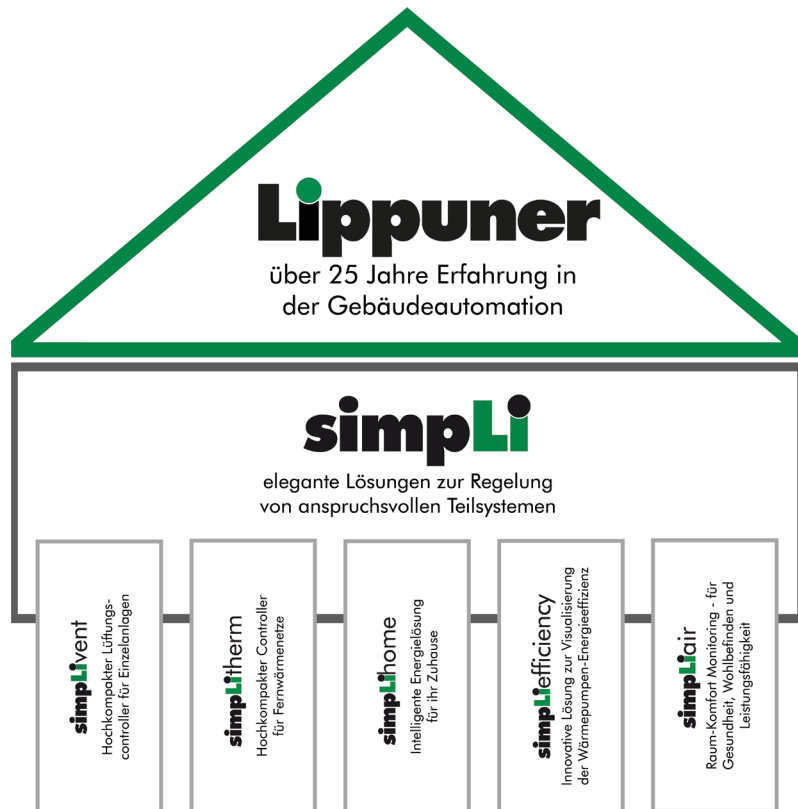 Lippuner
über 25 Jahre Erfahrung in
der Gebäudeautomation
simpLi
elegante Lösungen zur Regelung
von anspruchsvollen Teilsystemen
simpLivent
Hochkompakter Lüftungs-
controller für Einzelanlagen
simpLitherm
Hochkompakter Controller
für Fernwärmenetze
simpLihome
Intelligente Energielösung
für ihr Zuhause
simpLiefficiency
Innovative Lösung zur Visualisierung
der Wärmepumpen-Energieeffizienz
simpLiair
Raum-Komfort Monitoring - für
Gesundheit, Wohlbefinden und
Leistungsfähigkeit